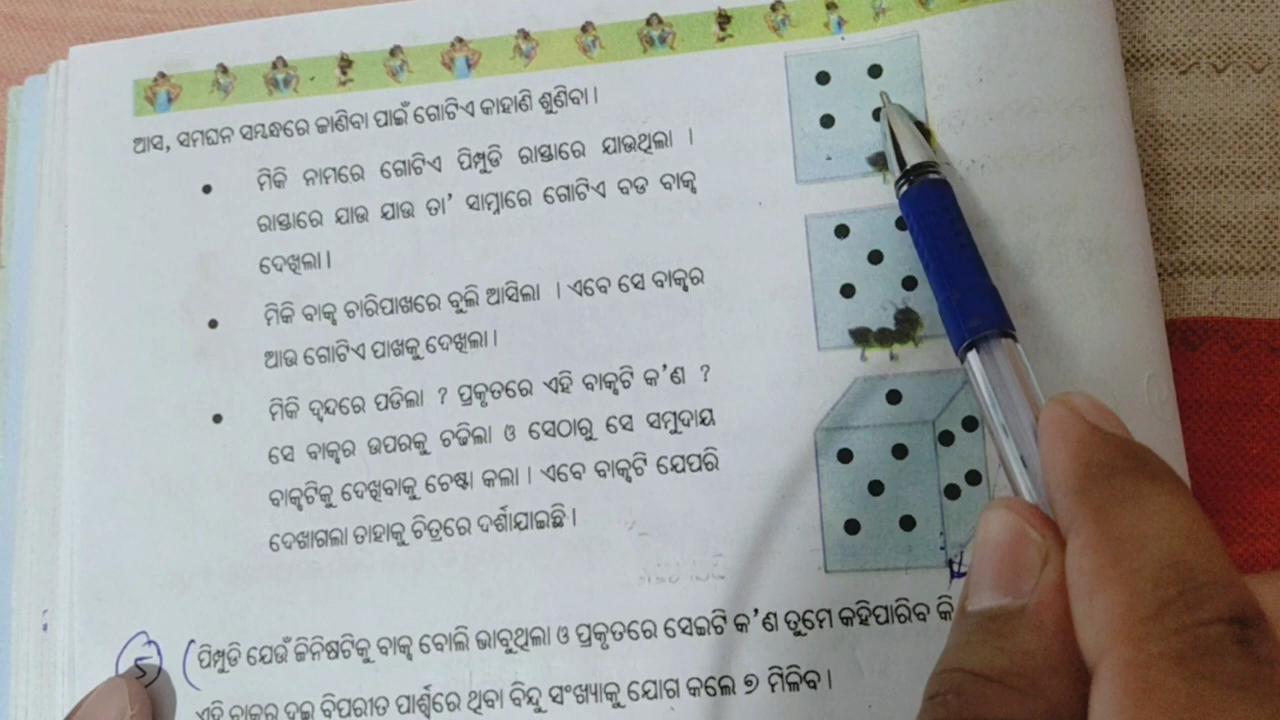 ଆସ, ସମଘନ ସମ୍ବନ୍ଧରେ ଜାଣିବା ପାଇଁ ଗୋଟିଏ କାହାଣି ଶୁଣିବା ।
• ମିକି ନାମରେ ଗୋଟିଏ ପିମ୍ପୁଡି ରାସ୍ତାରେ ଯାଉଥିଲା ।
ରାସ୍ତାରେ ଯାଉ ଯାଉ ତା’ ସାମ୍ନାରେ ଗୋଟିଏ ବଡ ବାକ୍ସ
ଦେଖିଲା ।
• ମିକି ବାକ୍ସ ଚାରିପାଖରେ ବୁଲି ଆସିଲା । ଏବେ ସେ ବାକ୍ସର
ଆଉ ଗୋଟିଏ ପାଖକୁ ଦେଖିଲା ।
• ମିକି ଦ୍ୱନ୍ଦରେ ପଡିଲା ? ପ୍ରକୃତରେ ଏହି ବାକ୍ସଟି କ’ଣ ?
ସେ ବାକ୍ସର ଉପରକୁ ଚଢିଲା ଓ ସେଠାରୁ ସେ ସମୁଦାୟ
ବାକ୍ସଟିକୁ ଦେଖିବାକୁ ଚେଷ୍ଟା କଲା । ଏବେ ବାକ୍ସଟି ଯେପରି
ଦେଖାଗଲା ତାହାକୁ ଚିତ୍ରରେ ଦର୍ଶାଯାଇଛି ।
ପିମ୍ପୁଡି ଯେଉଁ ଜିନିଷଟିକୁ ବାକ୍ସ ବୋଲି ଭାବୁଥିଲା ଓ ପ୍ରକୃତରେ ସେଇଟି କ’ଣ ତୁମେ କହିପାରିବ କି
ଏହି ବାକ୍ସର ଦୁଇ ବିପରୀତ ପାର୍ଶ୍ୱରେ ଥିବା ବିନ୍ଦୁ ସଂଖ୍ୟାକୁ ଯୋଗ କଲେ ୭ ମିଳିବ ।